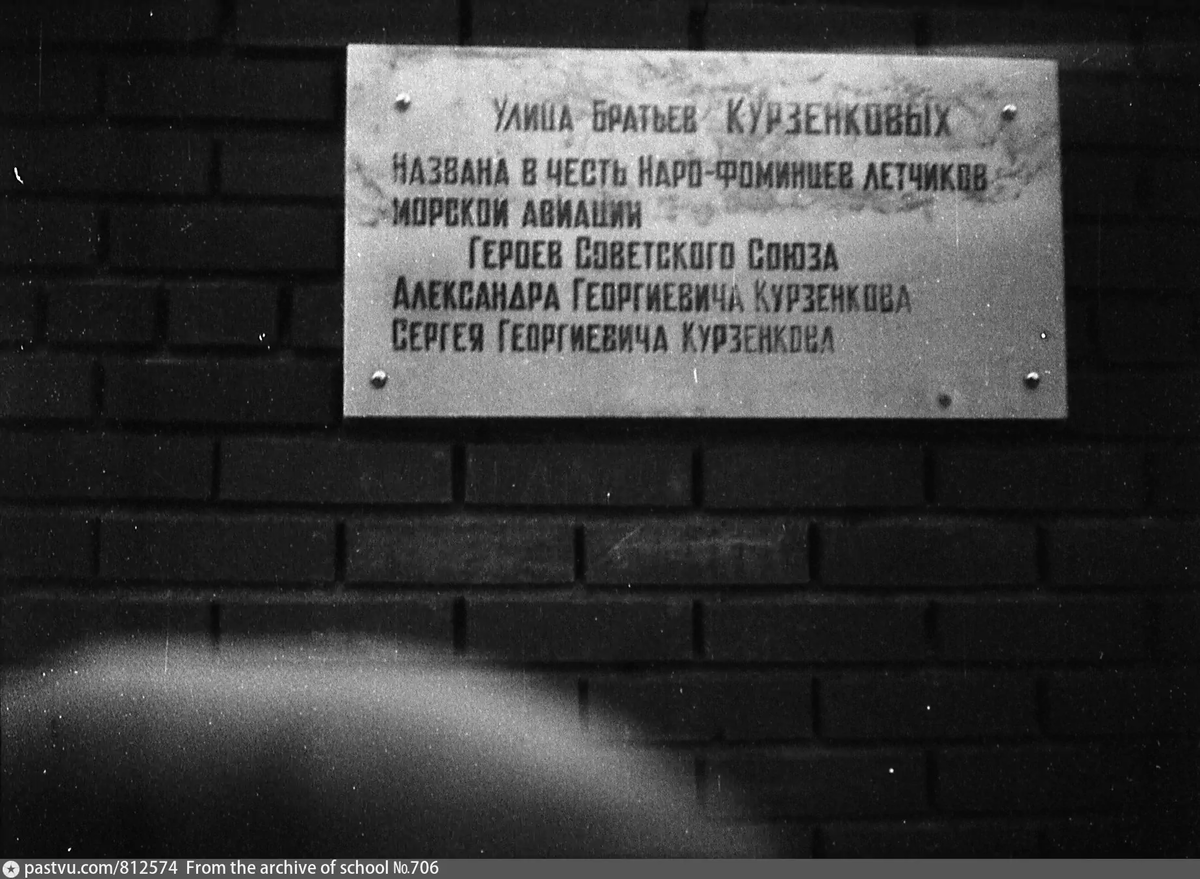 Улица Братьев Курзенковых
Названа в честь Наро-Фоминцев летчиков
морской авиации
Героев Советского Союза
Александра Георгиевича Курзенкова
Сергея Георгиевича Курзенкова
pastvu.com/812574 From the archive of school №706